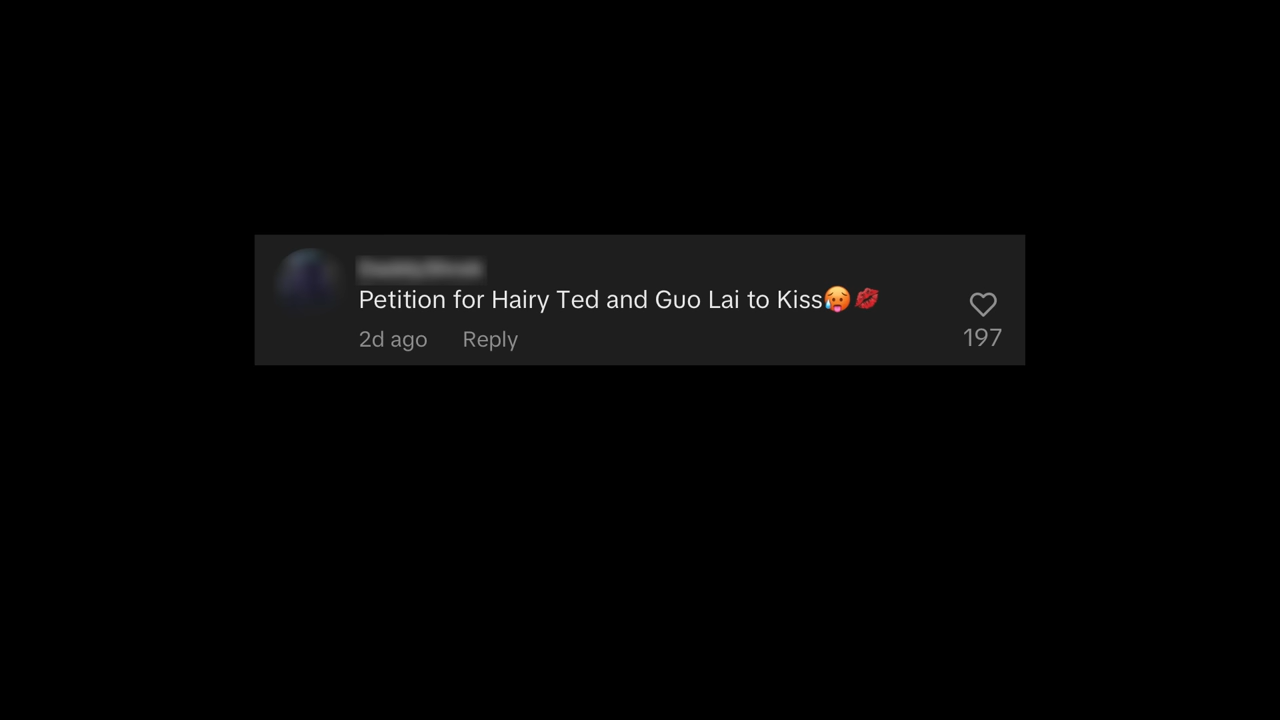 Petition for Hairy Ted and Guo Lai to Kiss🥵💋
2d ago Reply
197